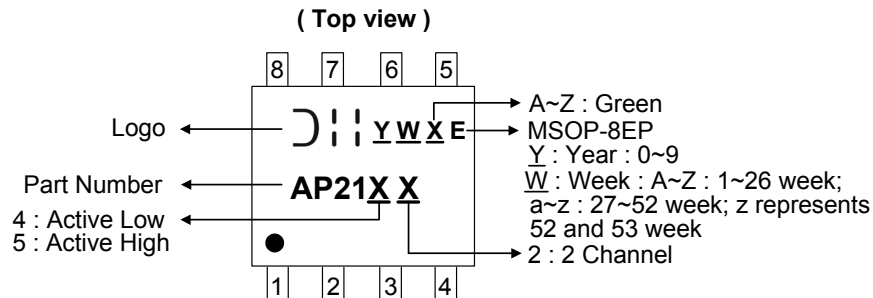 ( Top view )
8 7 6 5
Logo
Y W X E
A~Z : Green
MSOP-8EP
Y : Year : 0~9
W : Week : A~Z : 1~26 week;
a~z : 27~52 week; z represents
52 and 53 week
Part Number
AP21X X
4 : Active Low
5 : Active High
2 : 2 Channel
1 2 3 4